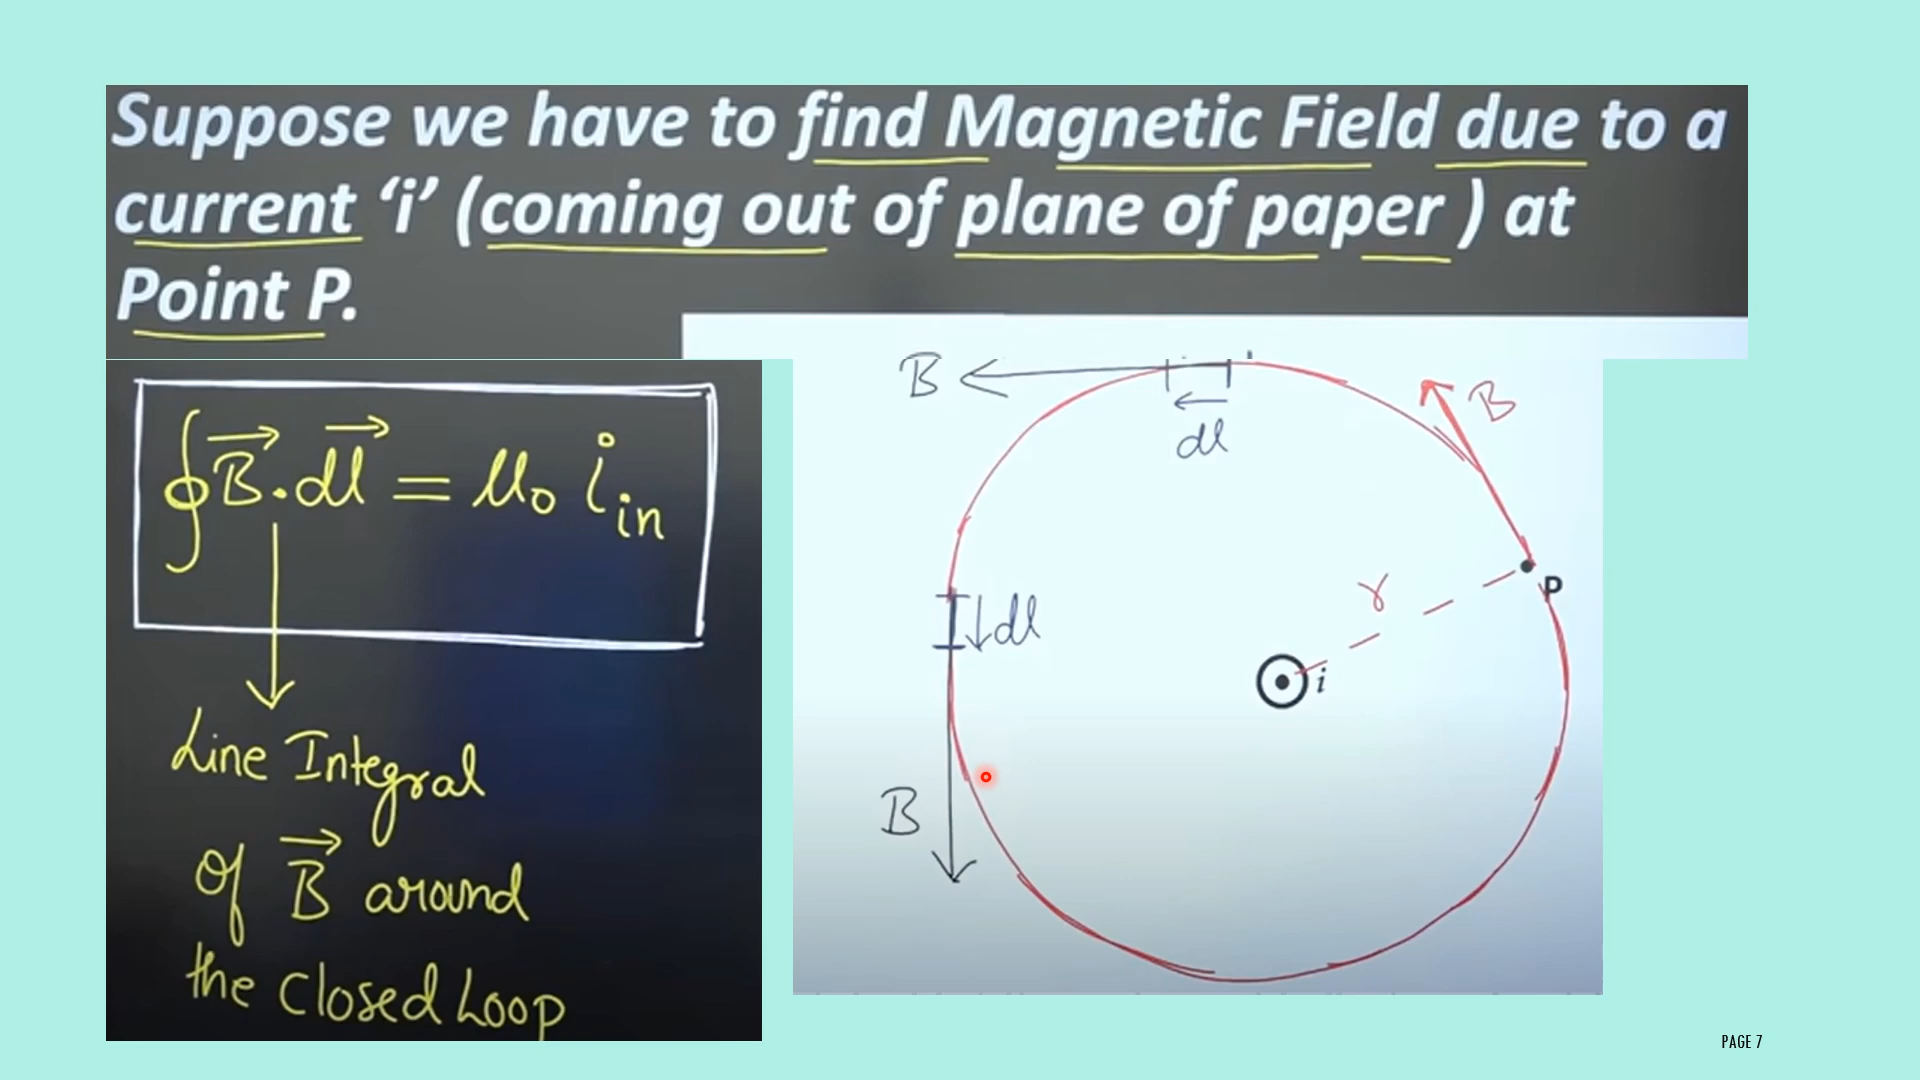 Suppose we have to find Magnetic Field due to a
current ‘i’ (coming out of plane of paper ) at
Point P.
∮B⃗.dl⃗ = μ₀ i_in
Line Integral
of B⃗ around
the Closed Loop
B
dl
B
r
P
dl
i
B
PAGE 7